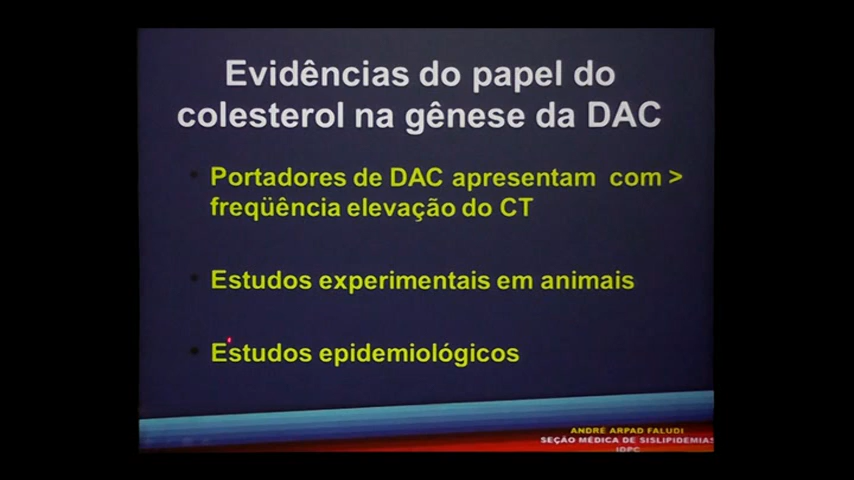 Evidências do papel do
colesterol na gênese da DAC
Portadores de DAC apresentam com >
freqüência elevação do CT
Estudos experimentais em animais
Estudos epidemiológicos
ANDRÉ ARPAD FALUDI
SEÇÃO MÉDICA DE SISLIPIDEMIAS
IDPC